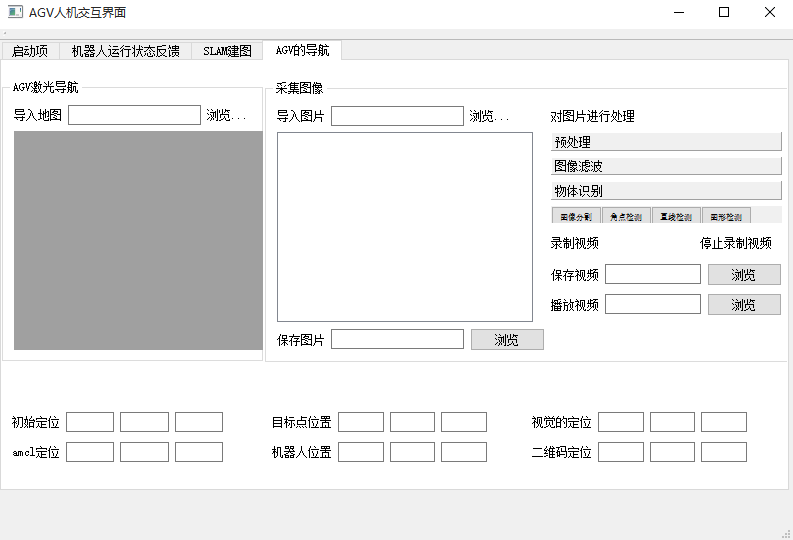 AGV人机交互界面
启动项 机器人运行状态反馈 SLAM建图 AGV的导航
AGV激光导航
导入地图 浏览...
采集图像
导入图片 浏览...
保存图片 浏览
对图片进行处理
预处理
图像滤波
物体识别
图像分割 角点检测 直线检测 图形检测
录制视频 停止录制视频
保存视频 浏览
播放视频 浏览
初始定位 目标点位置 视觉的定位
amcl定位 机器人位置 二维码定位